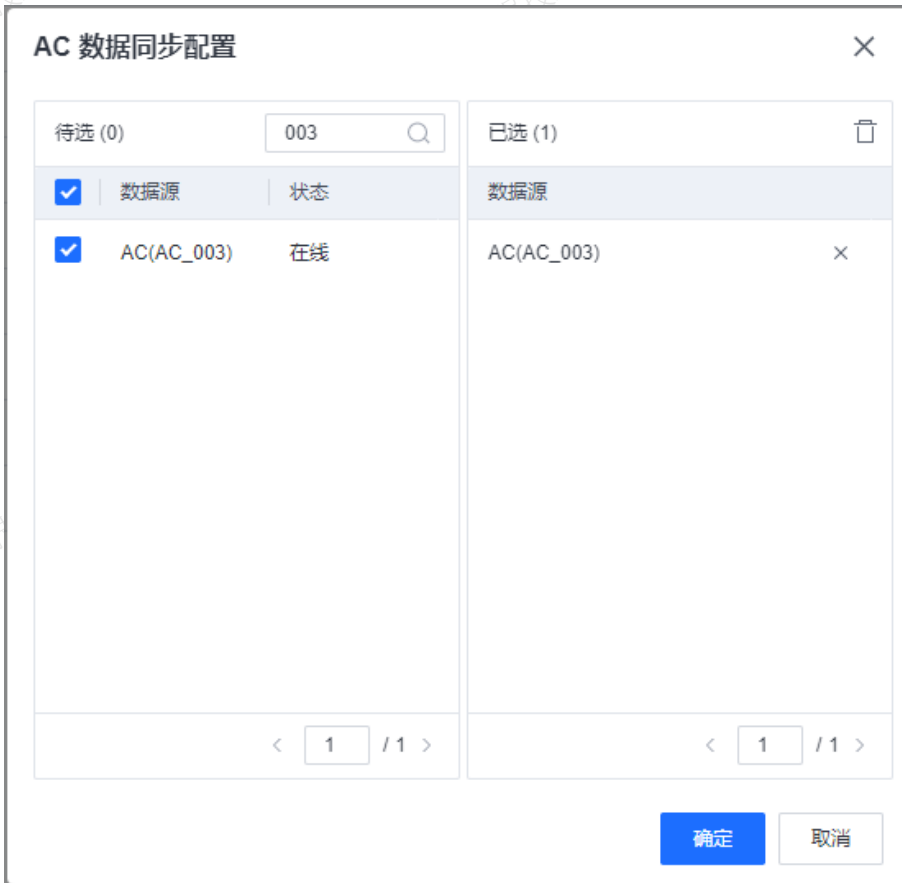 AC 数据同步配置
待选 (0)
003
已选 (1)
数据源
状态
数据源
AC(AC_003)
在线
AC(AC_003)
1
/ 1
1
/ 1
确定
取消